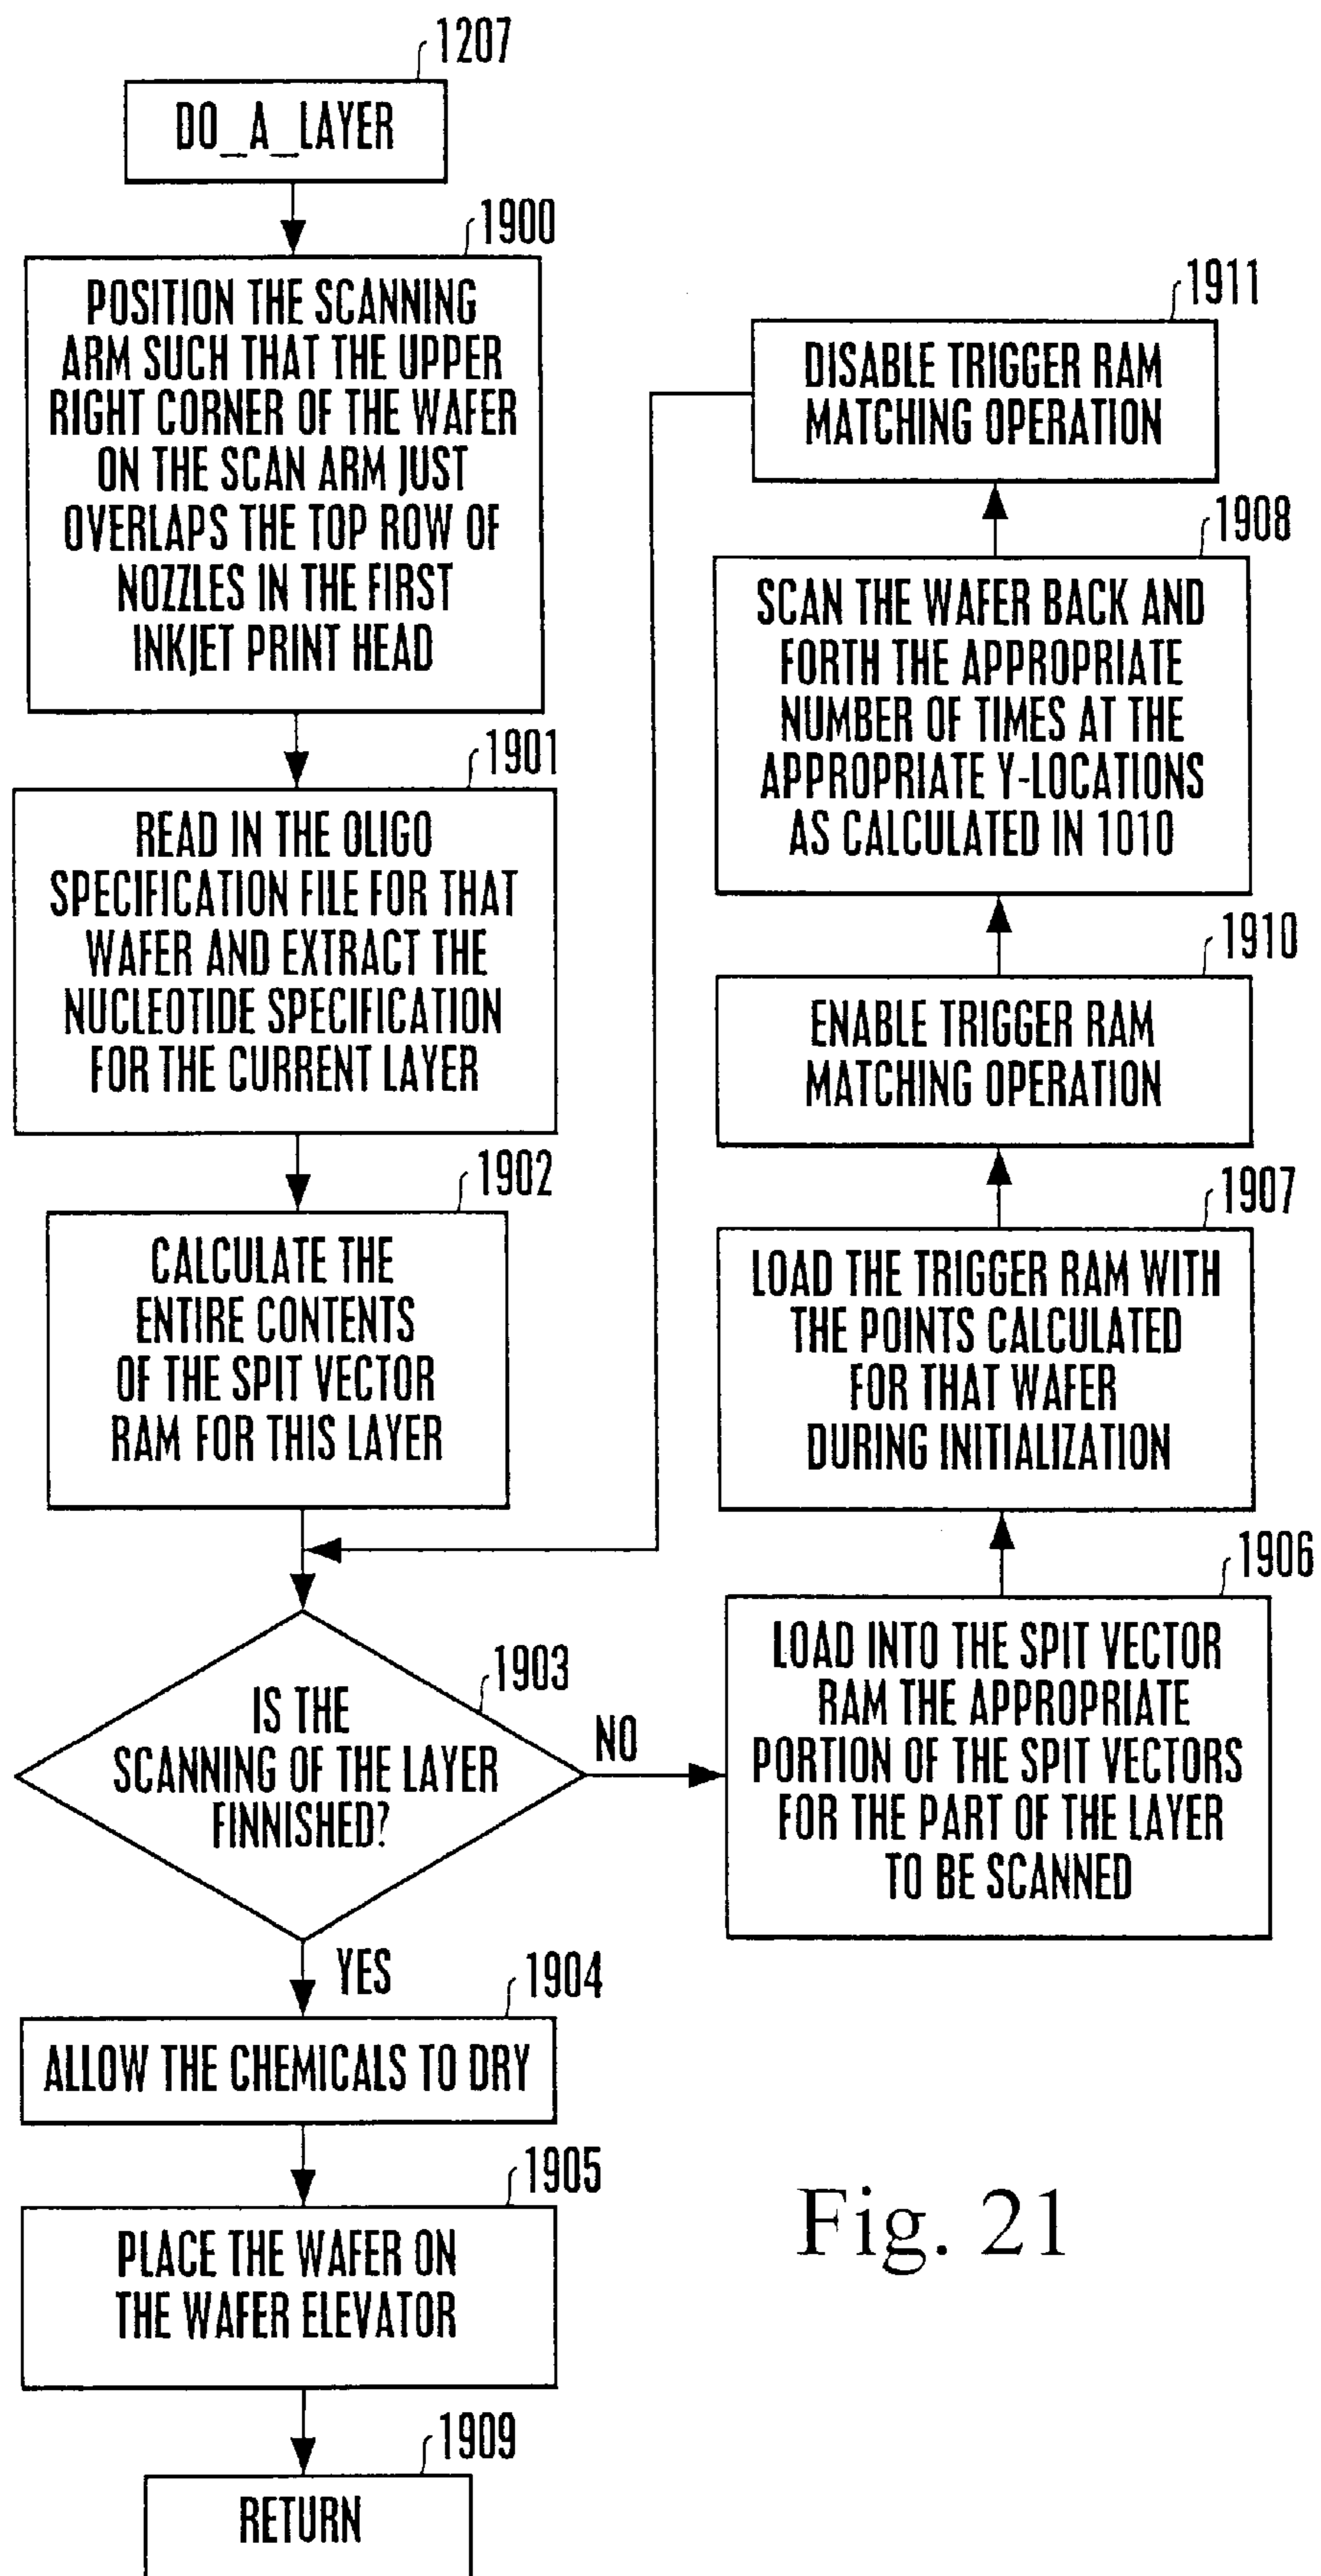 1207
DO_A_LAYER
1900
POSITION THE SCANNING
ARM SUCH THAT THE UPPER
RIGHT CORNER OF THE WAFER
ON THE SCAN ARM JUST
OVERLAPS THE TOP ROW OF
NOZZLES IN THE FIRST
INKJET PRINT HEAD
1901
READ IN THE OLIGO
SPECIFICATION FILE FOR THAT
WAFER AND EXTRACT THE
NUCLEOTIDE SPECIFICATION
FOR THE CURRENT LAYER
1902
CALCULATE THE
ENTIRE CONTENTS
OF THE SPIT VECTOR
RAM FOR THIS LAYER
1903
IS THE
SCANNING OF THE LAYER
FINNISHED?
NO
YES
1904
ALLOW THE CHEMICALS TO DRY
1905
PLACE THE WAFER ON
THE WAFER ELEVATOR
1909
RETURN
1911
DISABLE TRIGGER RAM
MATCHING OPERATION
1908
SCAN THE WAFER BACK AND
FORTH THE APPROPRIATE
NUMBER OF TIMES AT THE
APPROPRIATE Y-LOCATIONS
AS CALCULATED IN 1010
1910
ENABLE TRIGGER RAM
MATCHING OPERATION
1907
LOAD THE TRIGGER RAM WITH
THE POINTS CALCULATED
FOR THAT WAFER
DURING INITIALIZATION
1906
LOAD INTO THE SPIT VECTOR
RAM THE APPROPRIATE
PORTION OF THE SPIT VECTORS
FOR THE PART OF THE LAYER
TO BE SCANNED
Fig. 21